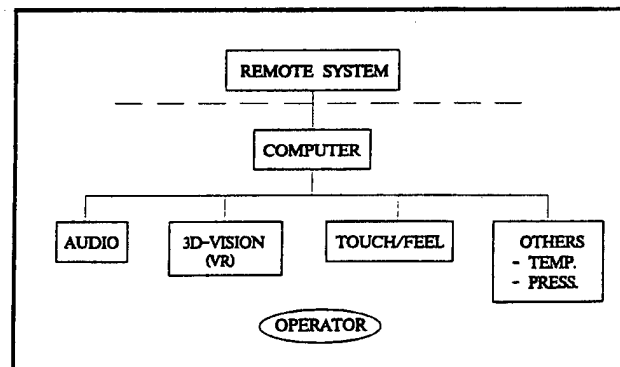 REMOTE SYSTEM
COMPUTER
AUDIO
3D-VISION
(VR)
TOUCH/FEEL
OTHERS
- TEMP.
- PRESS.
OPERATOR